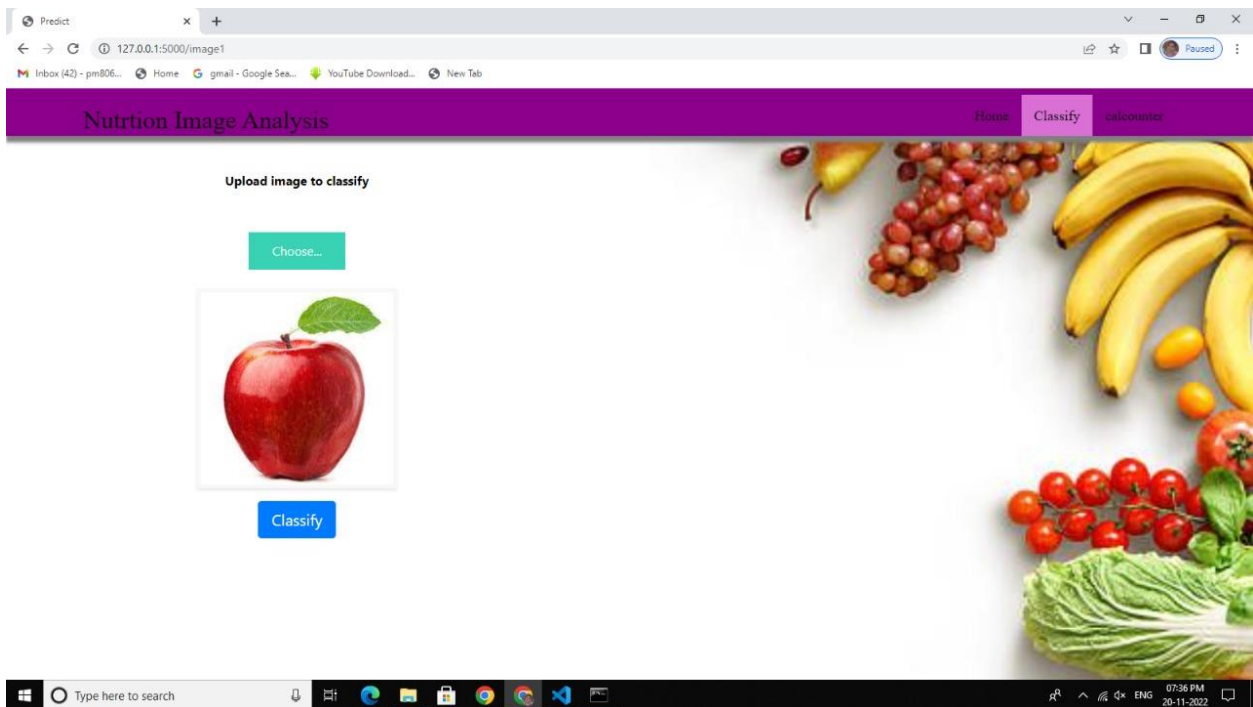 Predict
127.0.0.1:5000/image1
Paused
Inbox (42) - pm806... Home gmail - Google Sea... YouTube Download... New Tab
Nutrtion Image Analysis
Home Classify calcounter
Upload image to classify
Choose...
Classify
Type here to search
ENG
07:36 PM
20-11-2022